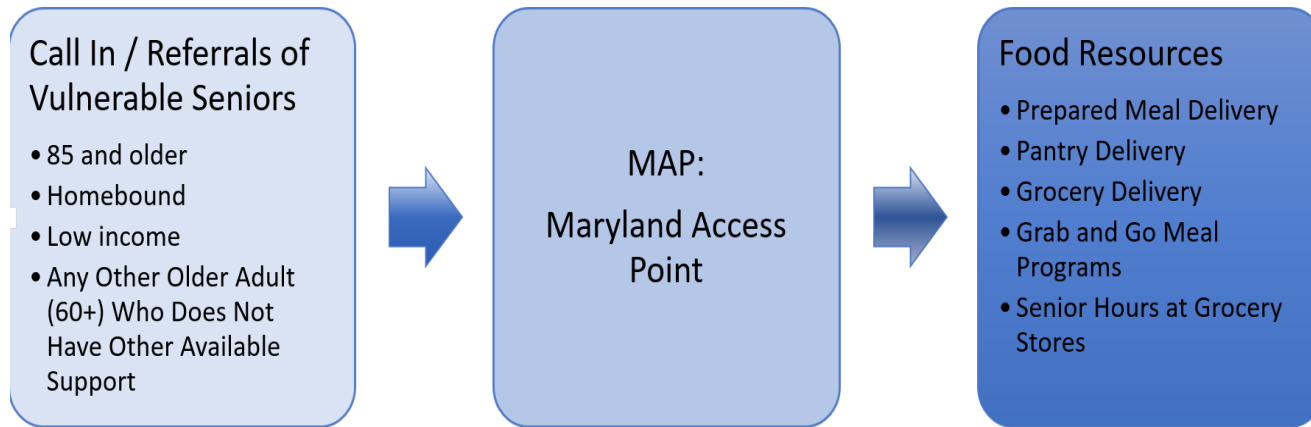 Call In / Referrals of
Vulnerable Seniors
• 85 and older
• Homebound
• Low income
• Any Other Older Adult
(60+) Who Does Not
Have Other Available
Support
MAP:
Maryland Access
Point
Food Resources
• Prepared Meal Delivery
• Pantry Delivery
• Grocery Delivery
• Grab and Go Meal
Programs
• Senior Hours at Grocery
Stores